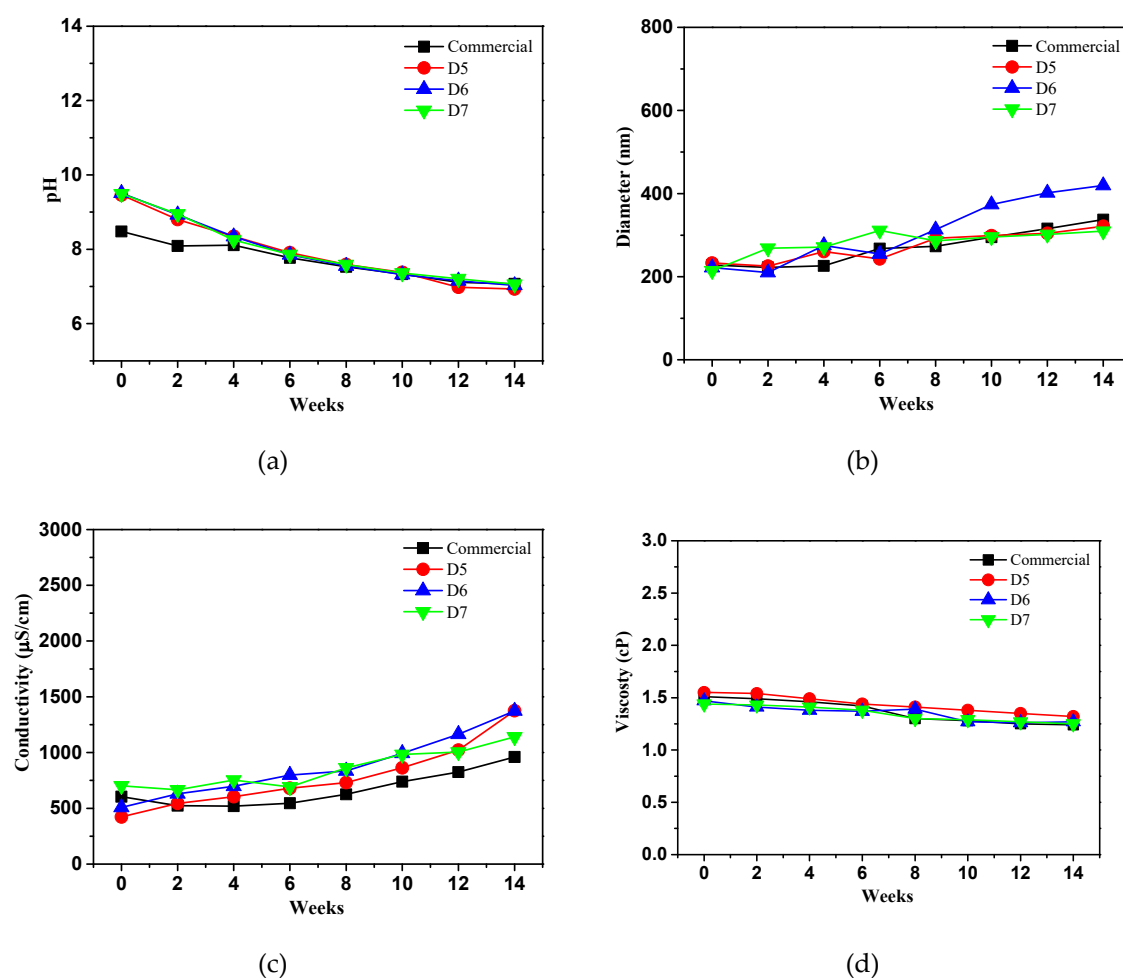 14
12
10
8
6
pH
0 2 4 6 8 10 12 14
Weeks
Commercial
D5
D6
D7
(a)
800
600
400
200
0
Diameter (nm)
0 2 4 6 8 10 12 14
Weeks
Commercial
D5
D6
D7
(b)
3000
2500
2000
1500
1000
500
0
Conductivity (µS/cm)
0 2 4 6 8 10 12 14
Weeks
Commercial
D5
D6
D7
(c)
3.0
2.5
2.0
1.5
1.0
0.5
0.0
Viscosty (cP)
0 2 4 6 8 10 12 14
Weeks
Commercial
D5
D6
D7
(d)